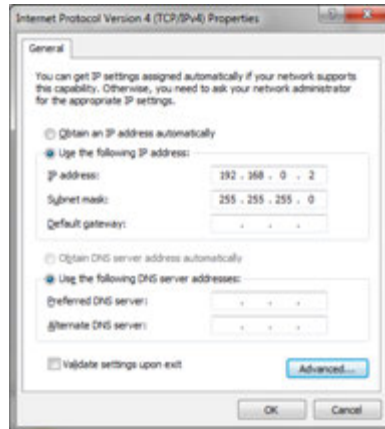 Internet Protocol Version 4 (TCP/IPv4) Properties
General
You can get IP settings assigned automatically if your network supports
this capability. Otherwise, you need to ask your network administrator
for the appropriate IP settings.
Obtain an IP address automatically
Use the following IP address:
IP address: 192 . 168 . 0 . 2
Subnet mask: 255 . 255 . 255 . 0
Default gateway: . . .
Obtain DNS server address automatically
Use the following DNS server addresses:
Preferred DNS server: . . .
Alternate DNS server: . . .
Validate settings upon exit
Advanced...
OK Cancel